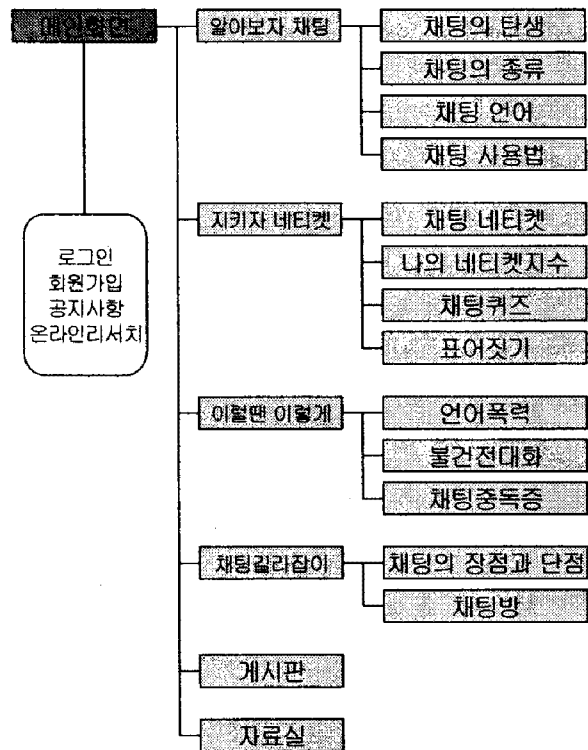 메인화면
알아보자 채팅
채팅의 탄생
채팅의 종류
채팅 언어
채팅 사용법
로그인
회원가입
공지사항
온라인리서치
지키자 네티켓
채팅 네티켓
나의 네티켓지수
채팅퀴즈
표어짓기
이럴땐 이렇게
언어폭력
불건전대화
채팅중독증
채팅길라잡이
채팅의 장점과 단점
채팅방
게시판
자료실